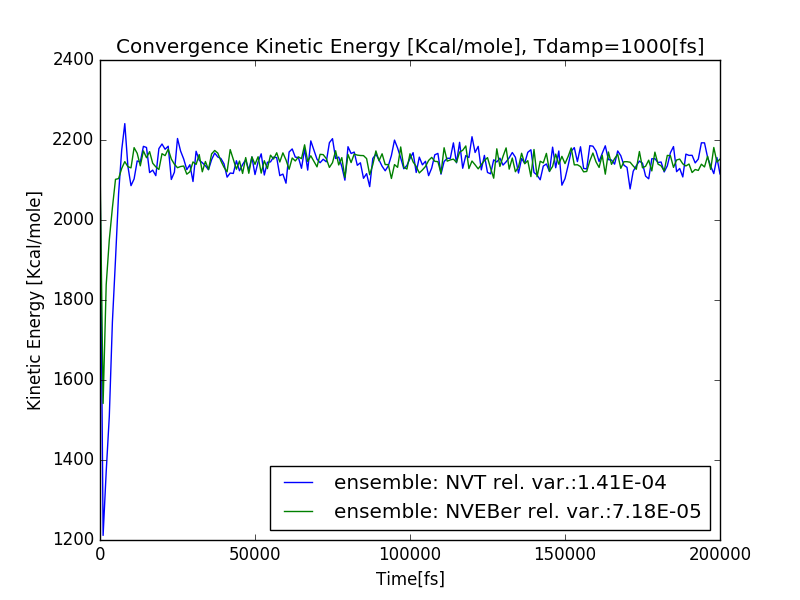 Convergence Kinetic Energy [Kcal/mole], Tdamp=1000[fs]
2400
2200
2000
1800
1600
1400
1200
Kinetic Energy [Kcal/mole]
ensemble: NVT rel. var.:1.41E-04
ensemble: NVEBer rel. var.:7.18E-05
0 50000 100000 150000 200000
Time[fs]